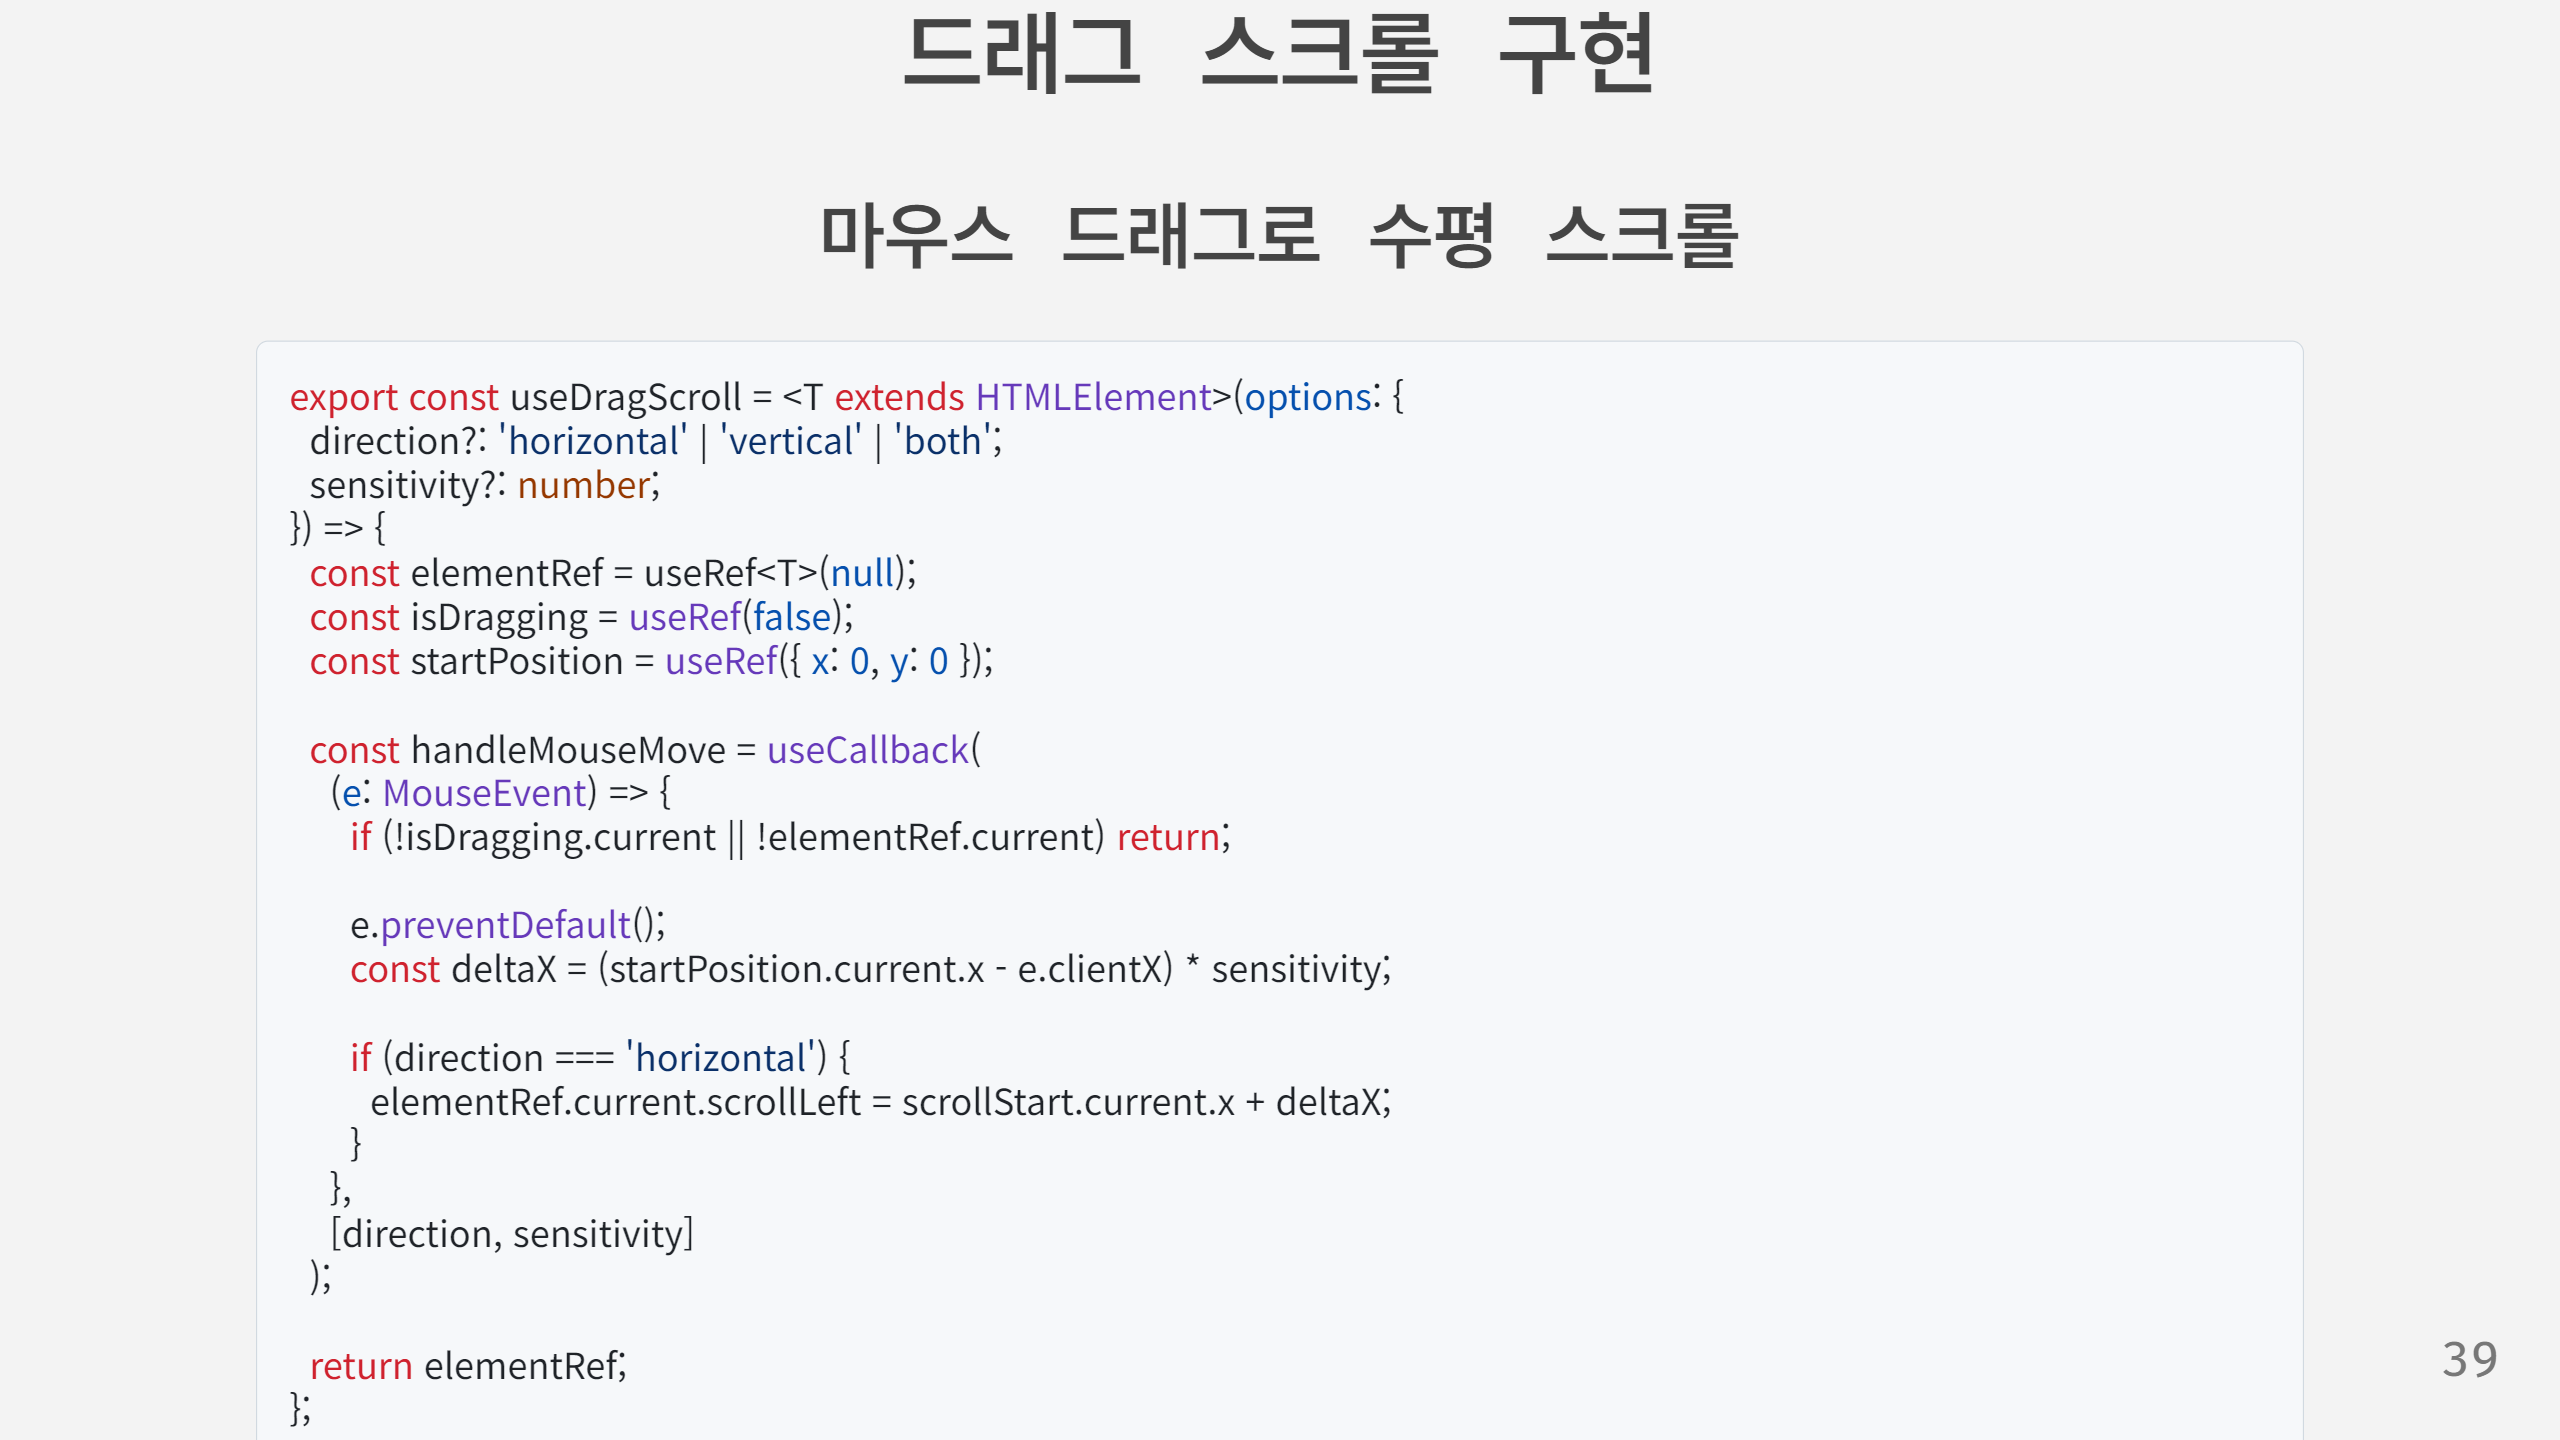 드래그 스크롤 구현
마우스 드래그로 수평 스크롤
export const useDragScroll = <T extends HTMLElement>(options: {
  direction?: 'horizontal' | 'vertical' | 'both';
  sensitivity?: number;
}) => {
  const elementRef = useRef<T>(null);
  const isDragging = useRef(false);
  const startPosition = useRef({ x: 0, y: 0 });
  const handleMouseMove = useCallback(
    (e: MouseEvent) => {
      if (!isDragging.current || !elementRef.current) return;
      e.preventDefault();
      const deltaX = (startPosition.current.x - e.clientX) * sensitivity;
      if (direction === 'horizontal') {
        elementRef.current.scrollLeft = scrollStart.current.x + deltaX;
      }
    },
    [direction, sensitivity]
  );
  return elementRef;
};
39